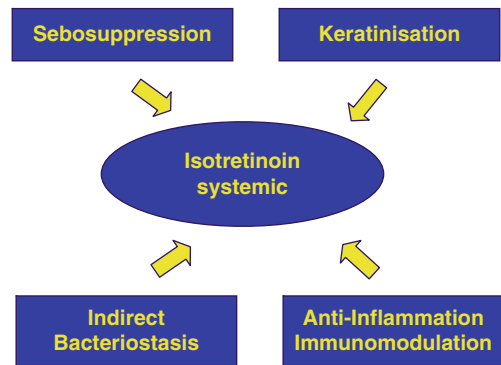 Sebosuppression
Keratinisation
Isotretinoin
systemic
Indirect
Bacteriostasis
Anti-Inflammation
Immunomodulation